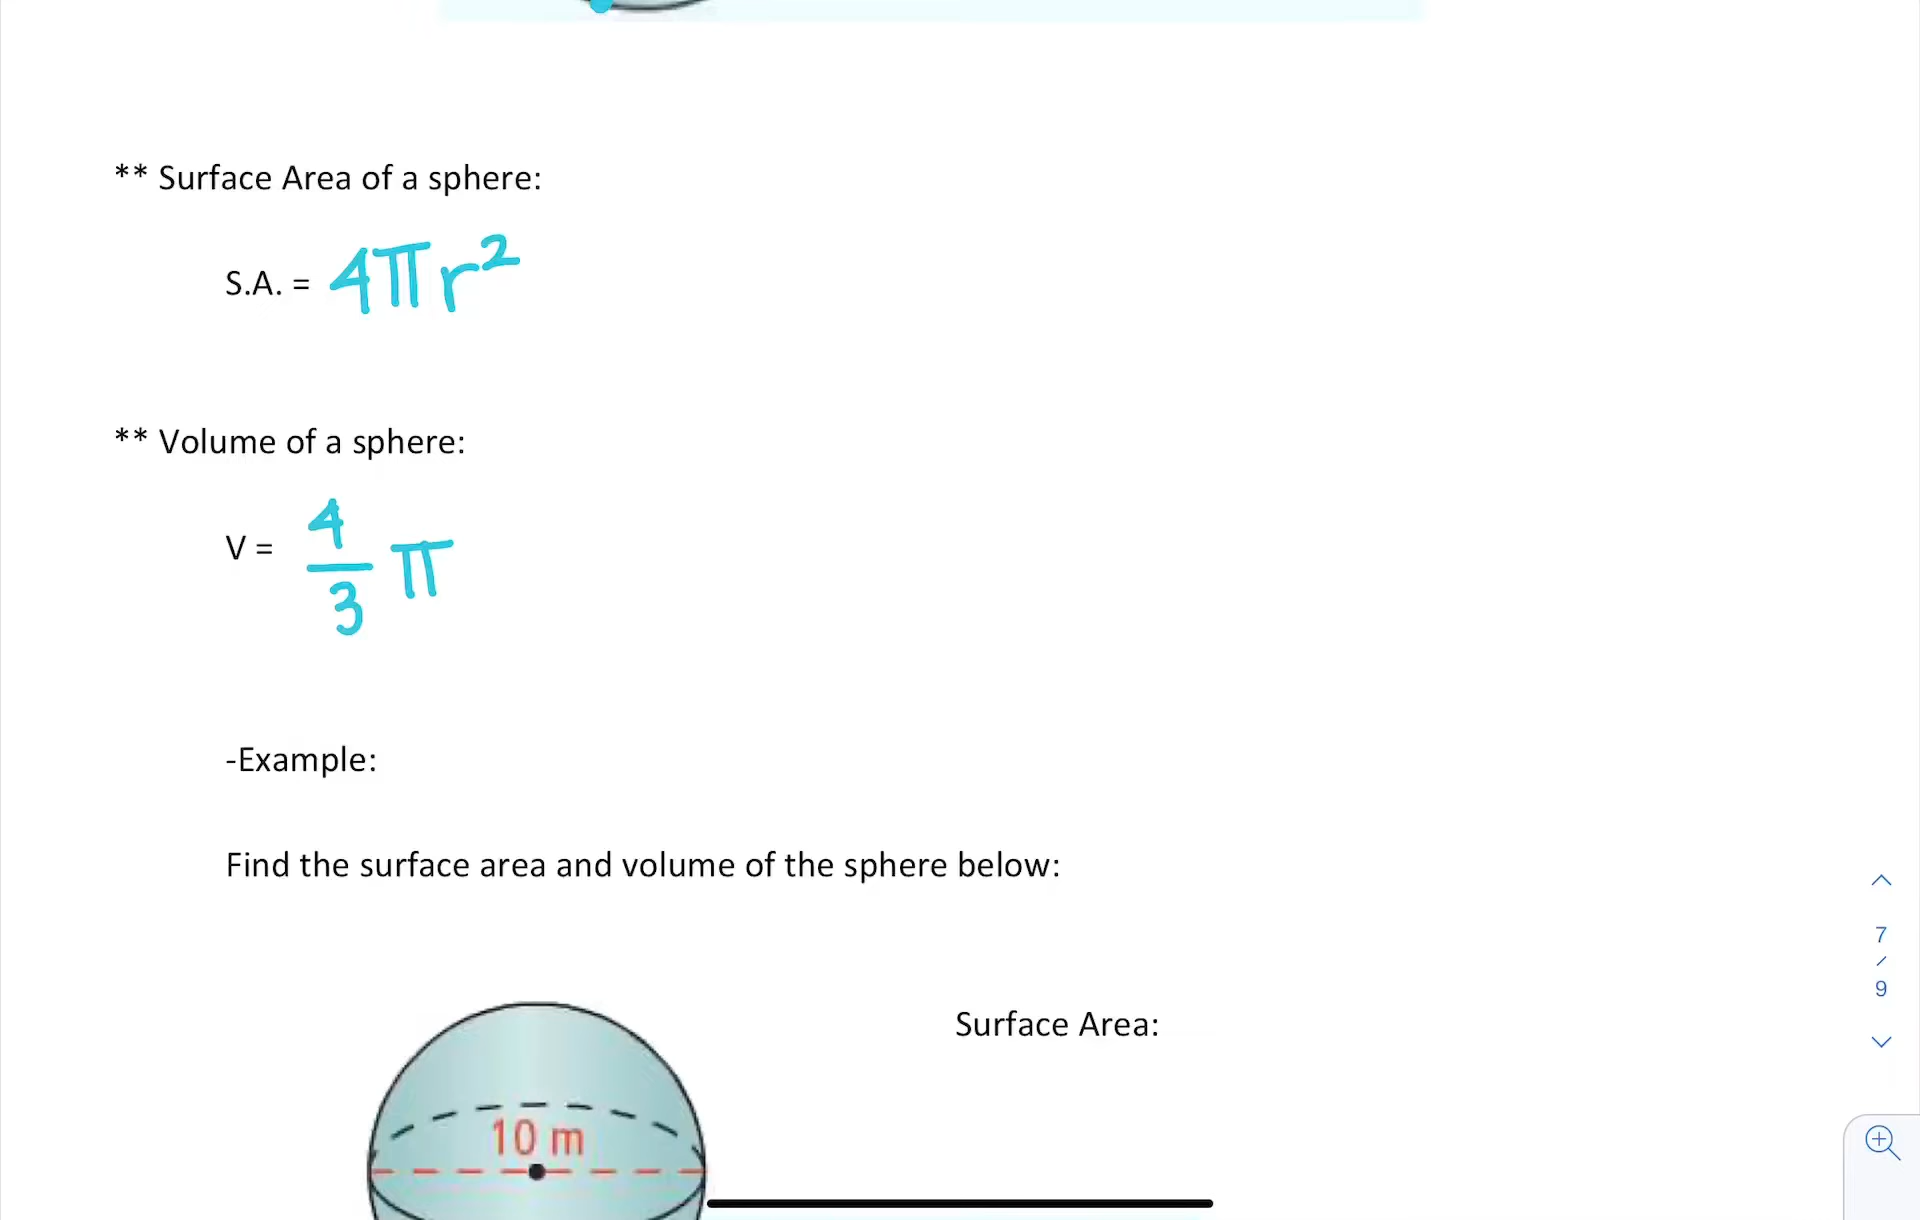 ** Surface Area of a sphere:
S.A. = 4πr²
** Volume of a sphere:
V = 4/3 π
-Example:
Find the surface area and volume of the sphere below:
Surface Area:
10 m
7
/
9